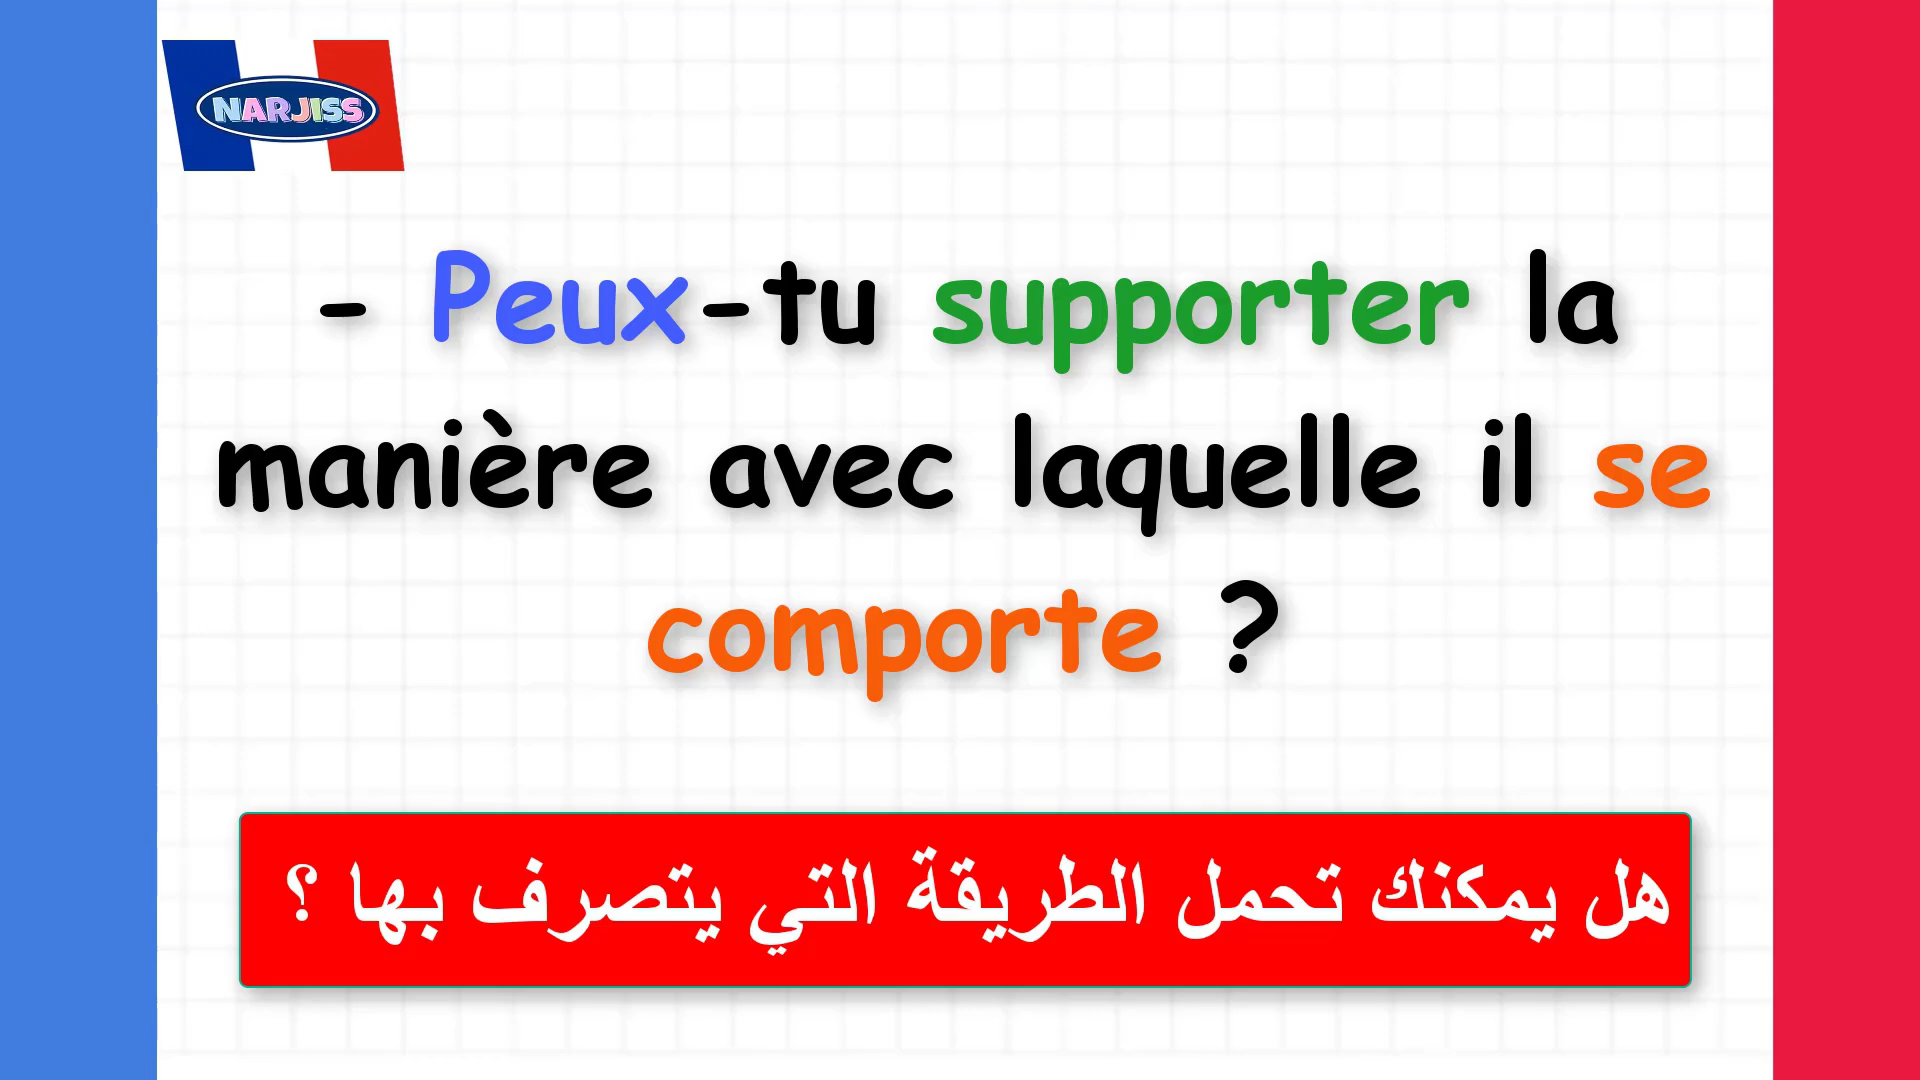 NARJISS
- Peux-tu supporter la
manière avec laquelle il se
comporte ?
هل يمكنك تحمل الطريقة التي يتصرف بها ؟